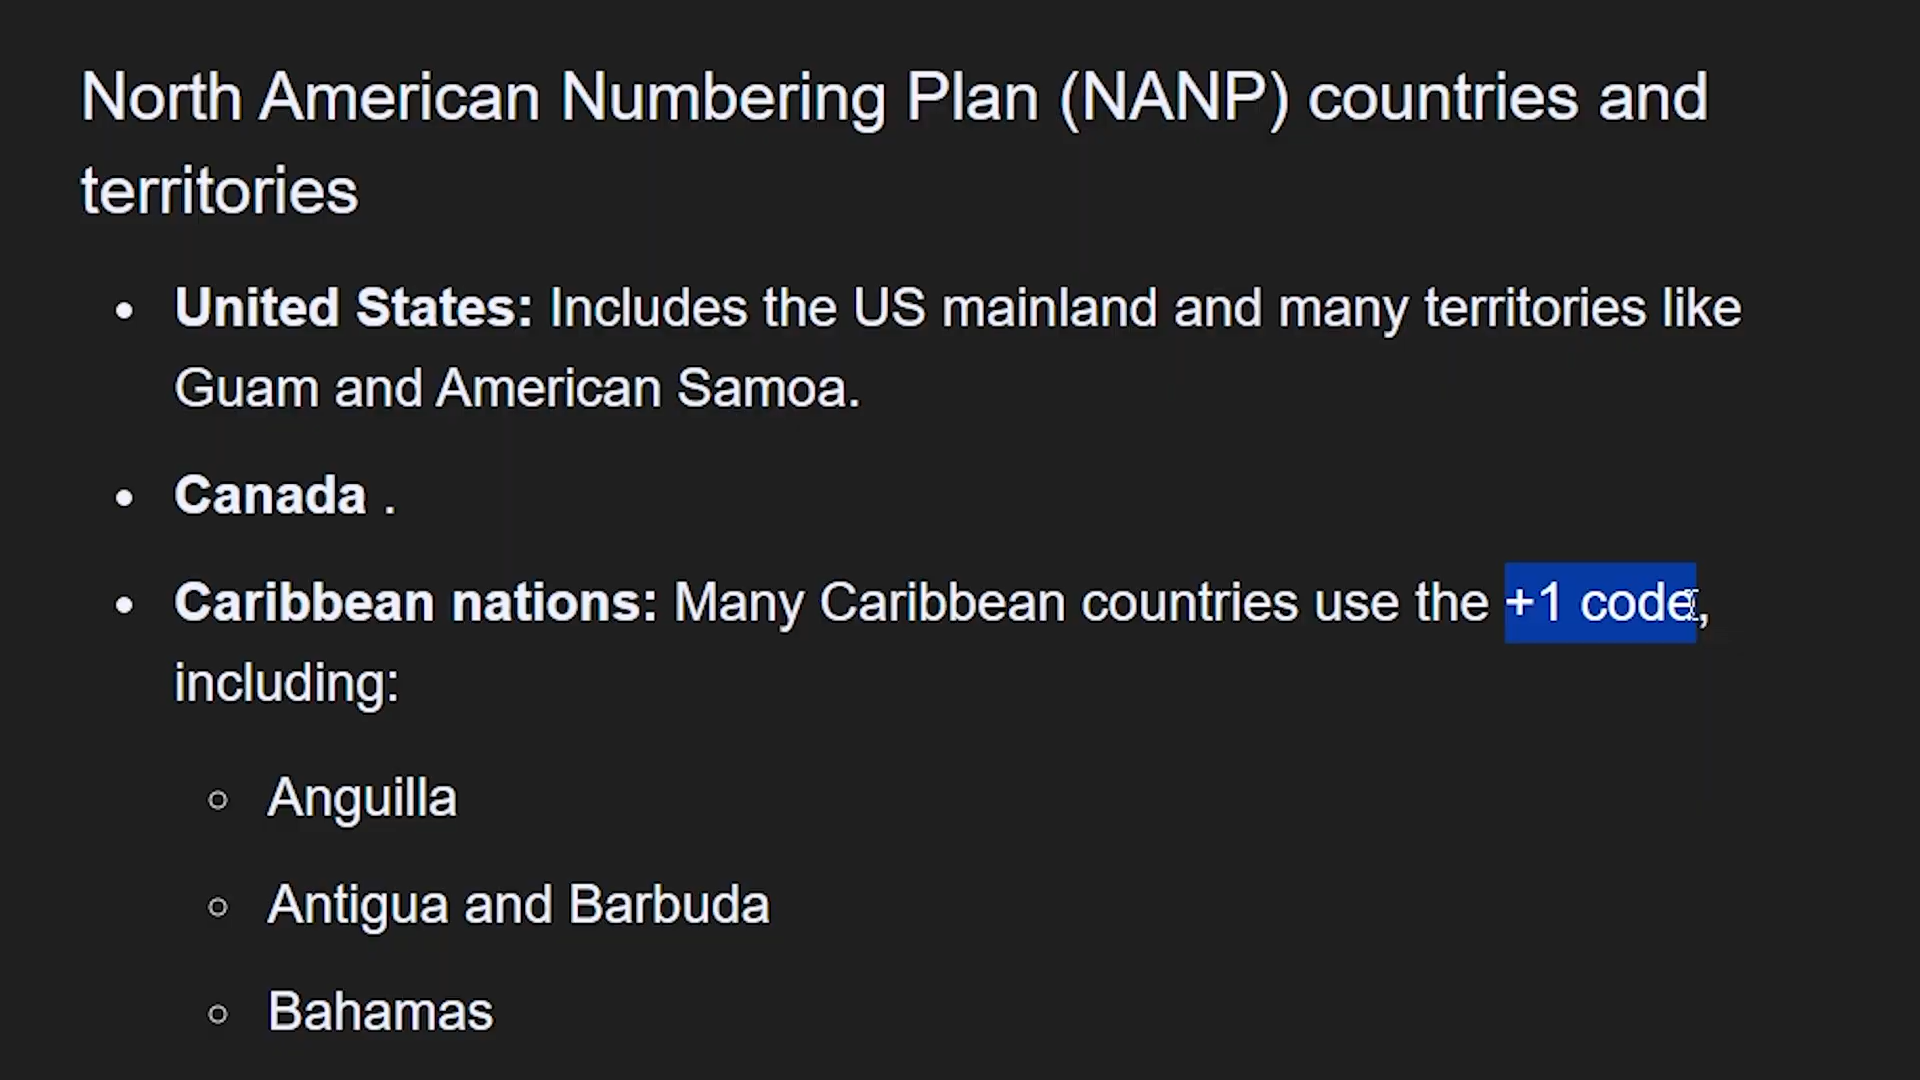 North American Numbering Plan (NANP) countries and
territories
• United States: Includes the US mainland and many territories like
Guam and American Samoa.
• Canada .
• Caribbean nations: Many Caribbean countries use the +1 code,
including:
○ Anguilla
○ Antigua and Barbuda
○ Bahamas